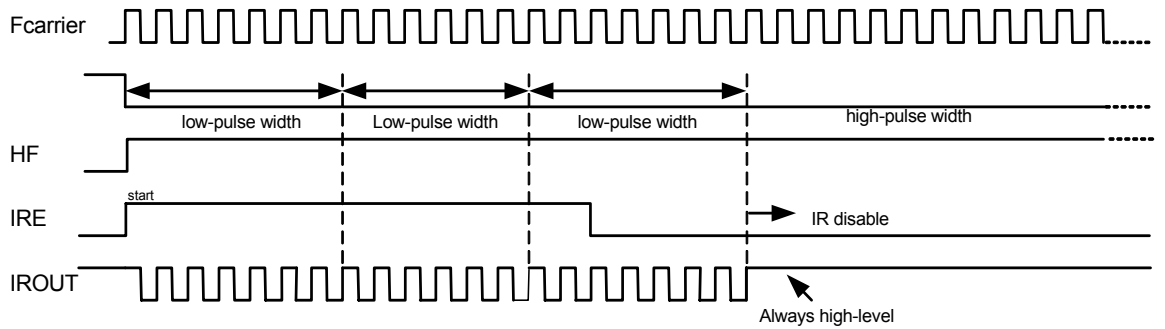 Fcarrier
low-pulse width Low-pulse width low-pulse width high-pulse width
HF
start
IRE
IR disable
IROUT
Always high-level